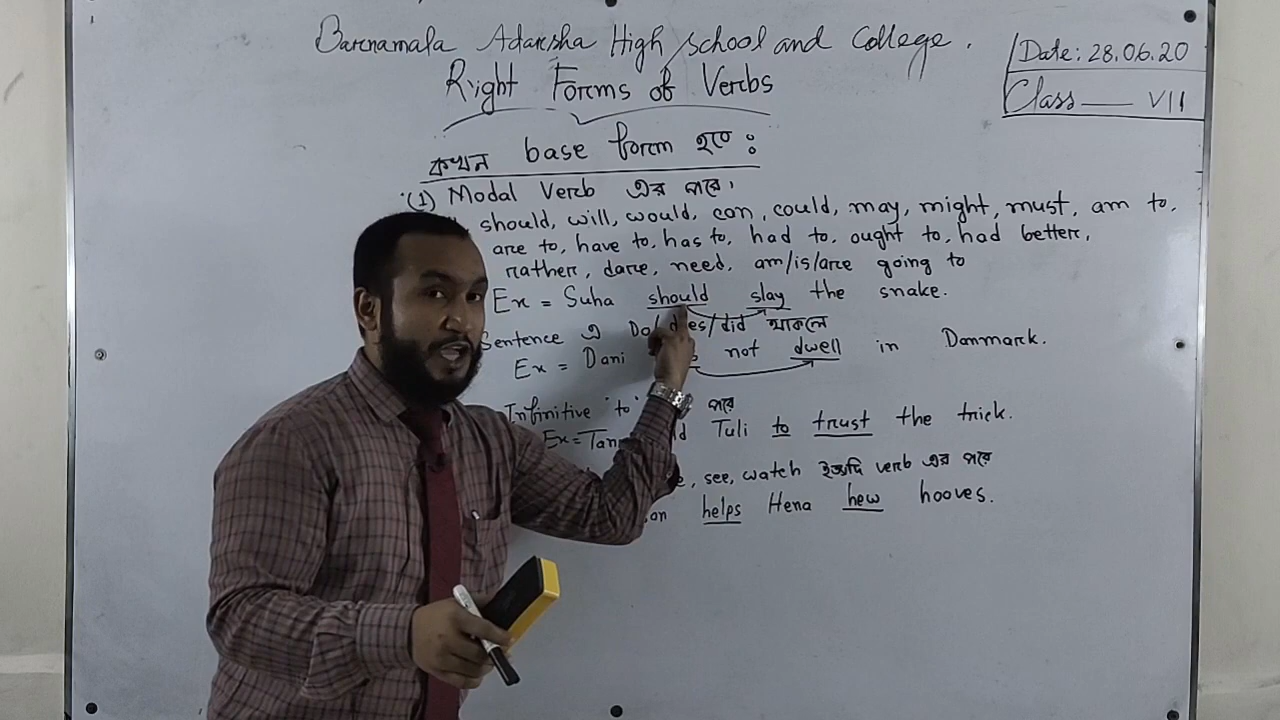 Barnamala Adarsha High School and College.
Date: 28.06.20
Class — VII
Right Forms of Verbs
কখন base form হবে :
(1) Modal Verb এর পরে,
should, will, would, can, could, may, might, must, am to,
are to, have to, has to, had to, ought to, had better,
rather, dare, need, am/is/are going to
Ex = Suha should slay the snake.
Sentence এ Do/does/did থাকলে
Ex = Dani not dwell in Danmark.
Infinitive 'to' পরে
Ex = Tuli to trust the trick.
, see, watch ইত্যাদি verb এর পরে
helps Hena hew hooves.